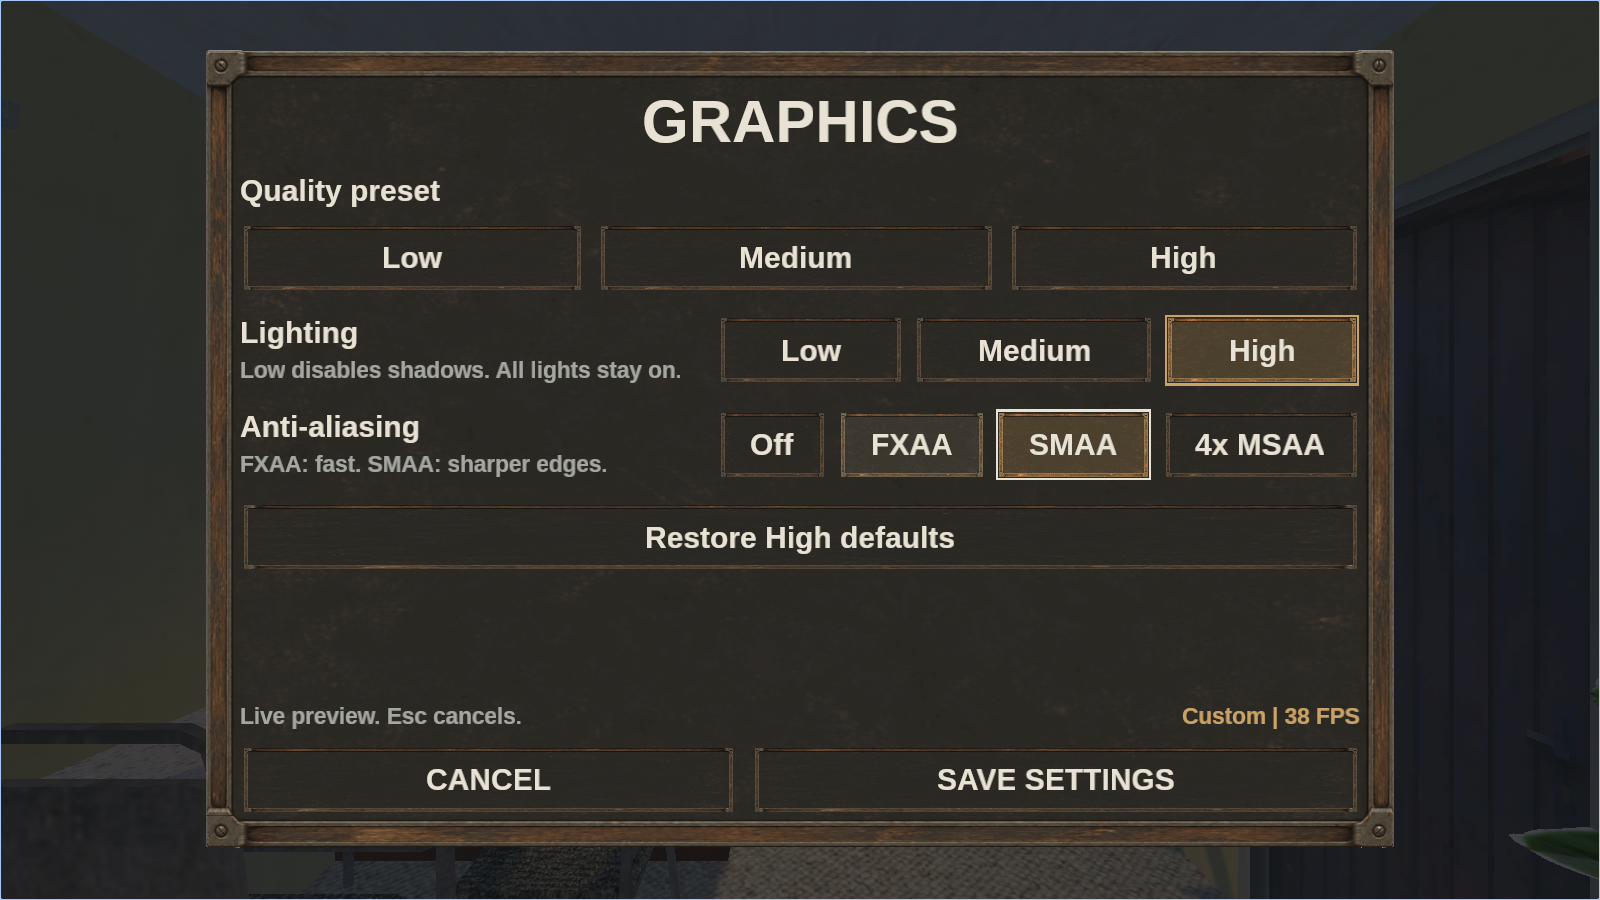 GRAPHICS
Quality preset
Low
Medium
High
Lighting
Low disables shadows. All lights stay on.
Low
Medium
High
Anti-aliasing
FXAA: fast. SMAA: sharper edges.
Off
FXAA
SMAA
4x MSAA
Restore High defaults
Live preview. Esc cancels.
Custom | 38 FPS
CANCEL
SAVE SETTINGS